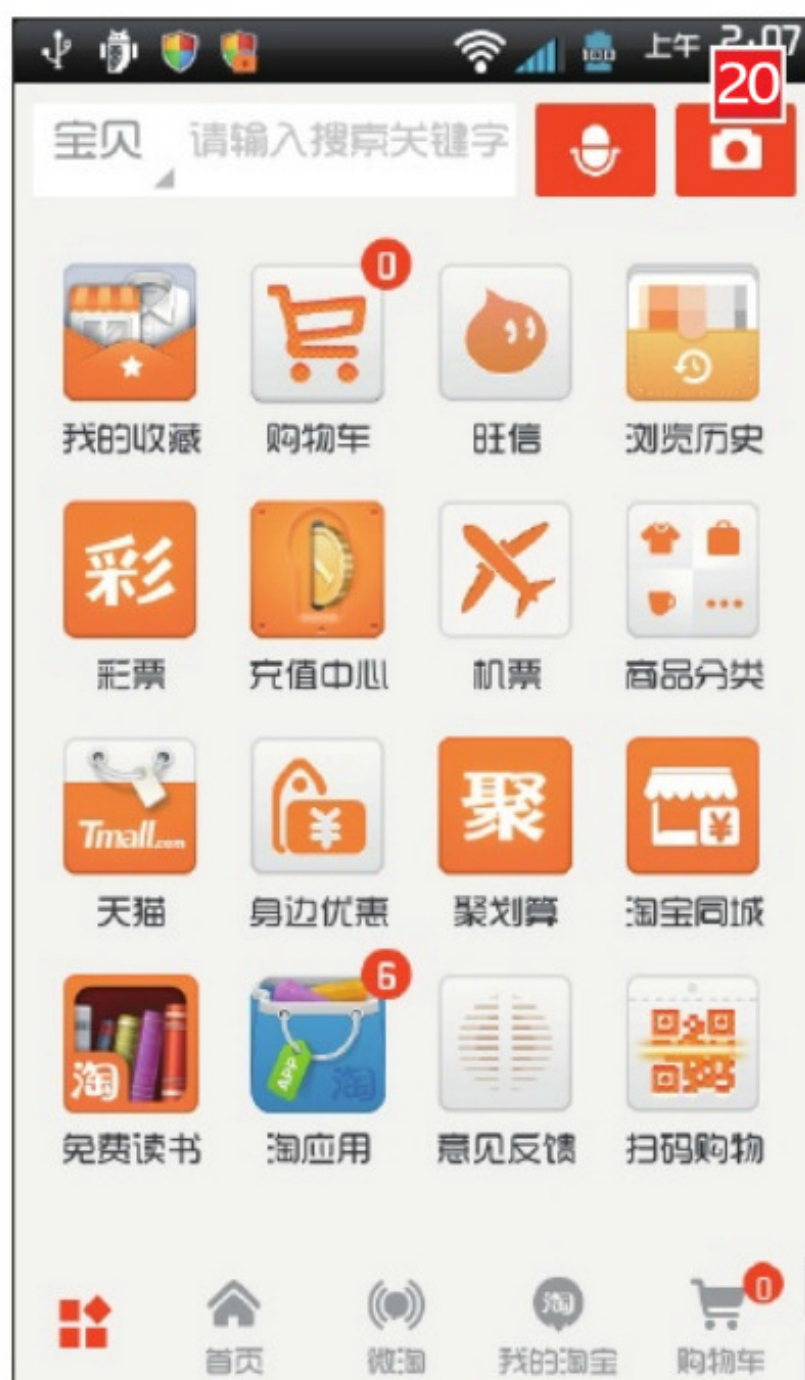 100 上午 2:07
20
宝贝 请输入搜索关键字
0
我的收藏 购物车 旺信 浏览历史
彩
彩票 充值中心 机票 商品分类
Tmall.com ¥ 聚 ¥
天猫 身边优惠 聚划算 淘宝同城
6
淘 APP 淘
免费读书 淘应用 意见反馈 扫码购物
淘 0
首页 微淘 我的淘宝 购物车